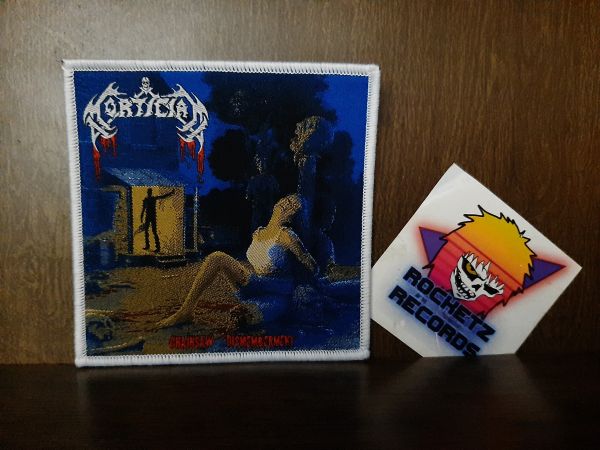 MORTICIAN
CHAINSAW DISMEMBERMENT
ROCKETZ
RECORDS